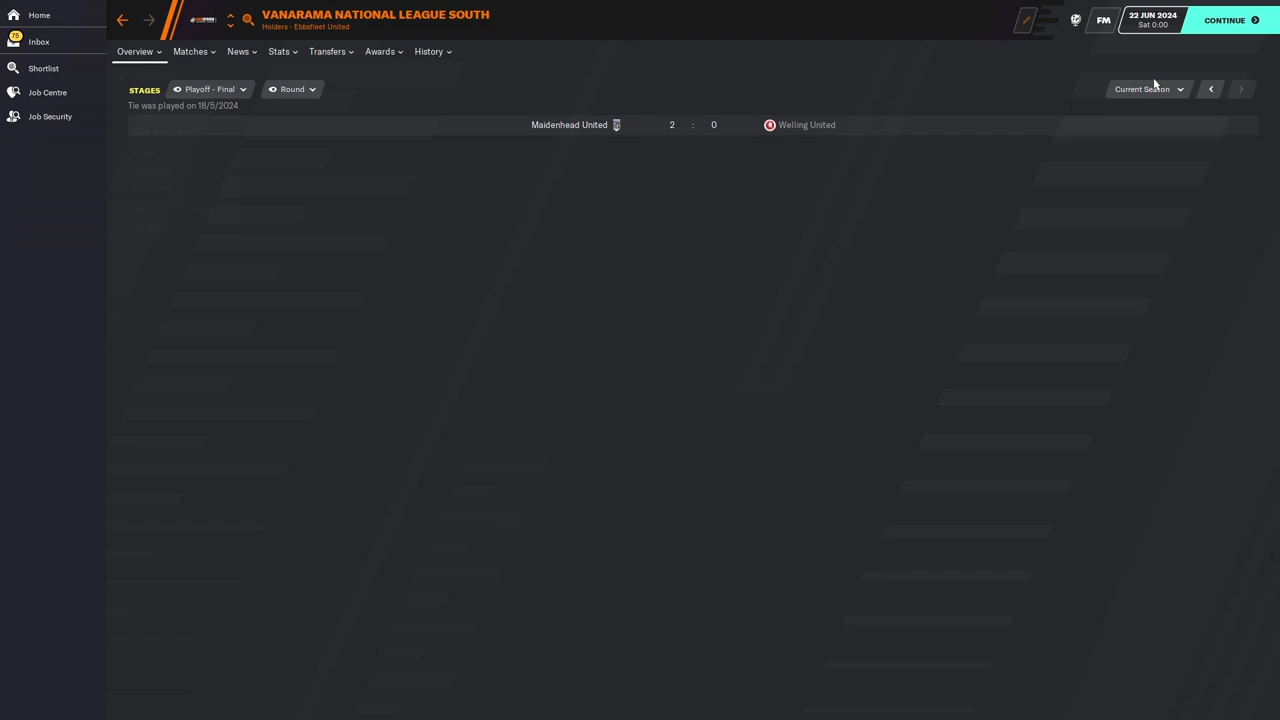 Home
75
Inbox
Shortlist
Job Centre
Job Security
VANARAMA NATIONAL LEAGUE SOUTH
Holders - Ebbsfleet United
FM
22 JUN 2024
Sat 0:00
CONTINUE
Overview
Matches
News
Stats
Transfers
Awards
History
STAGES
Playoff - Final
Round
Current Season
Tie was played on 18/5/2024
Maidenhead United 2 : 0 Welling United